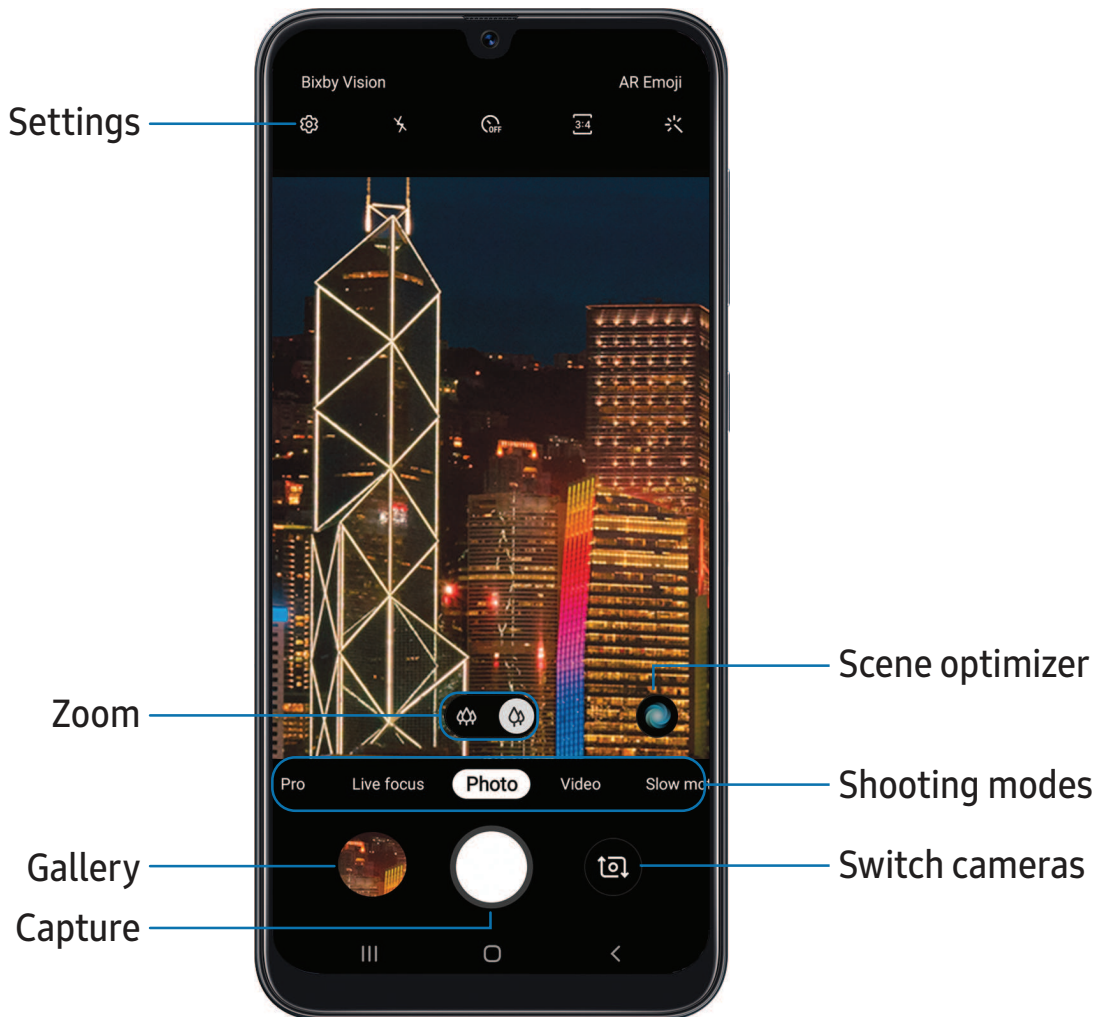 Bixby Vision
AR Emoji
Settings
OFF
3:4
Scene optimizer
Zoom
Pro
Live focus
Photo
Video
Slow mot
Shooting modes
Gallery
Switch cameras
Capture